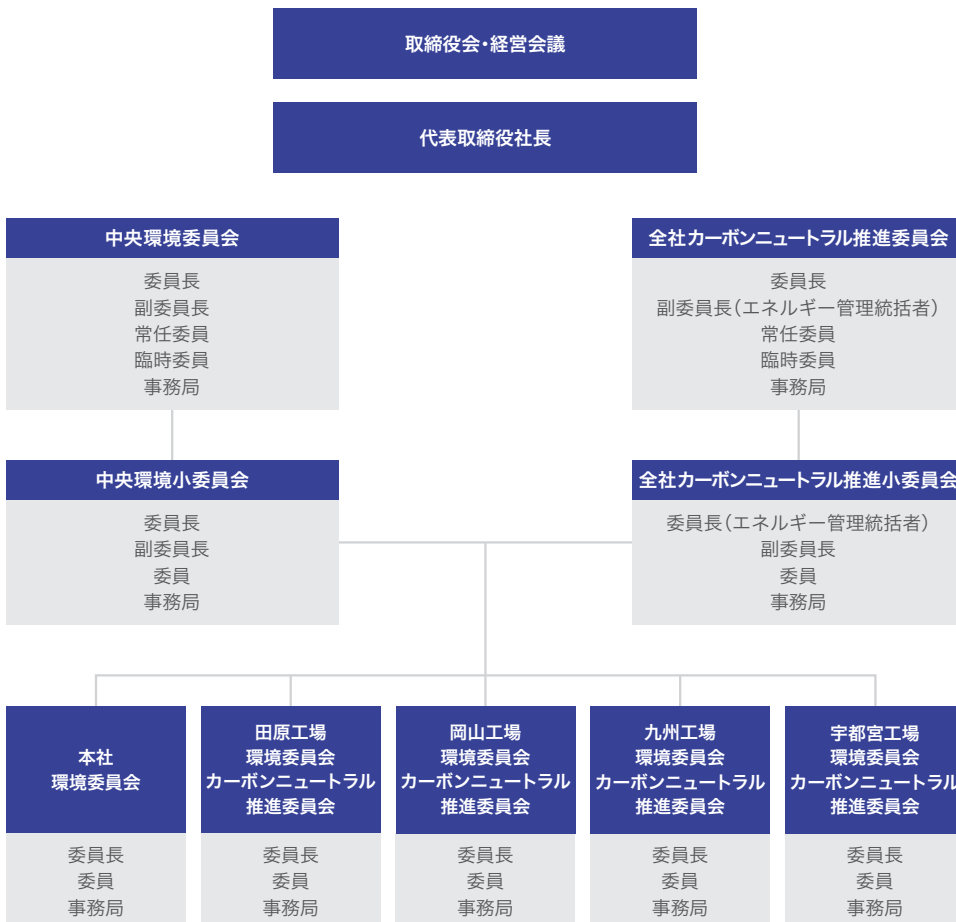 取締役会・経営会議
代表取締役社長
中央環境委員会
委員長
副委員長
常任委員
臨時委員
事務局
全社カーボンニュートラル推進委員会
委員長
副委員長(エネルギー管理統括者)
常任委員
臨時委員
事務局
中央環境小委員会
委員長
副委員長
委員
事務局
全社カーボンニュートラル推進小委員会
委員長(エネルギー管理統括者)
副委員長
委員
事務局
本社
環境委員会
委員長
委員
事務局
田原工場
環境委員会
カーボンニュートラル
推進委員会
委員長
委員
事務局
岡山工場
環境委員会
カーボンニュートラル
推進委員会
委員長
委員
事務局
九州工場
環境委員会
カーボンニュートラル
推進委員会
委員長
委員
事務局
宇都宮工場
環境委員会
カーボンニュートラル
推進委員会
委員長
委員
事務局